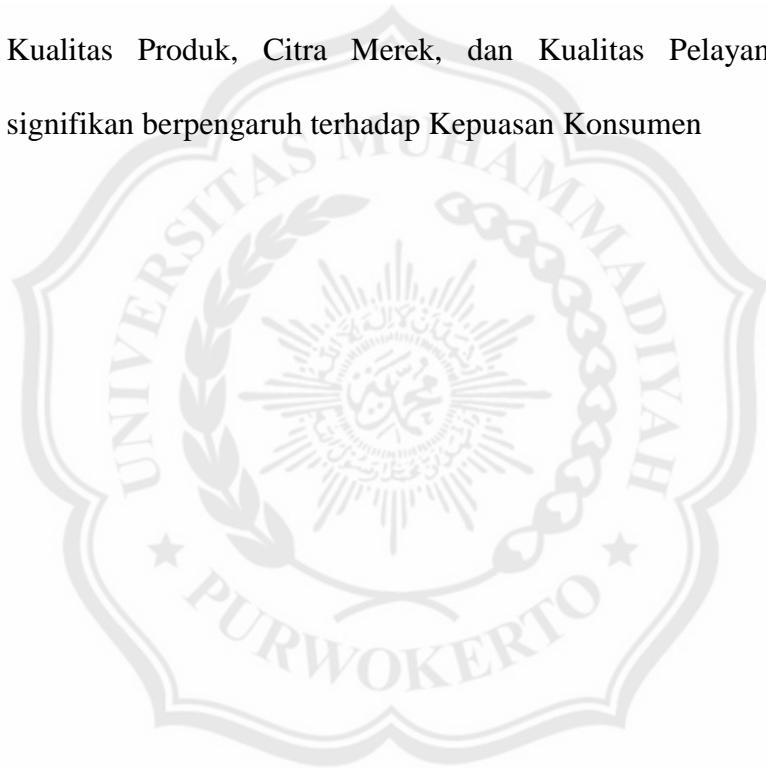 Kualitas Produk, Citra Merek, dan Kualitas Pelayan
signifikan berpengaruh terhadap Kepuasan Konsumen
UNIVERSITAS MUHAMMADIYAH
PURWOKERTO